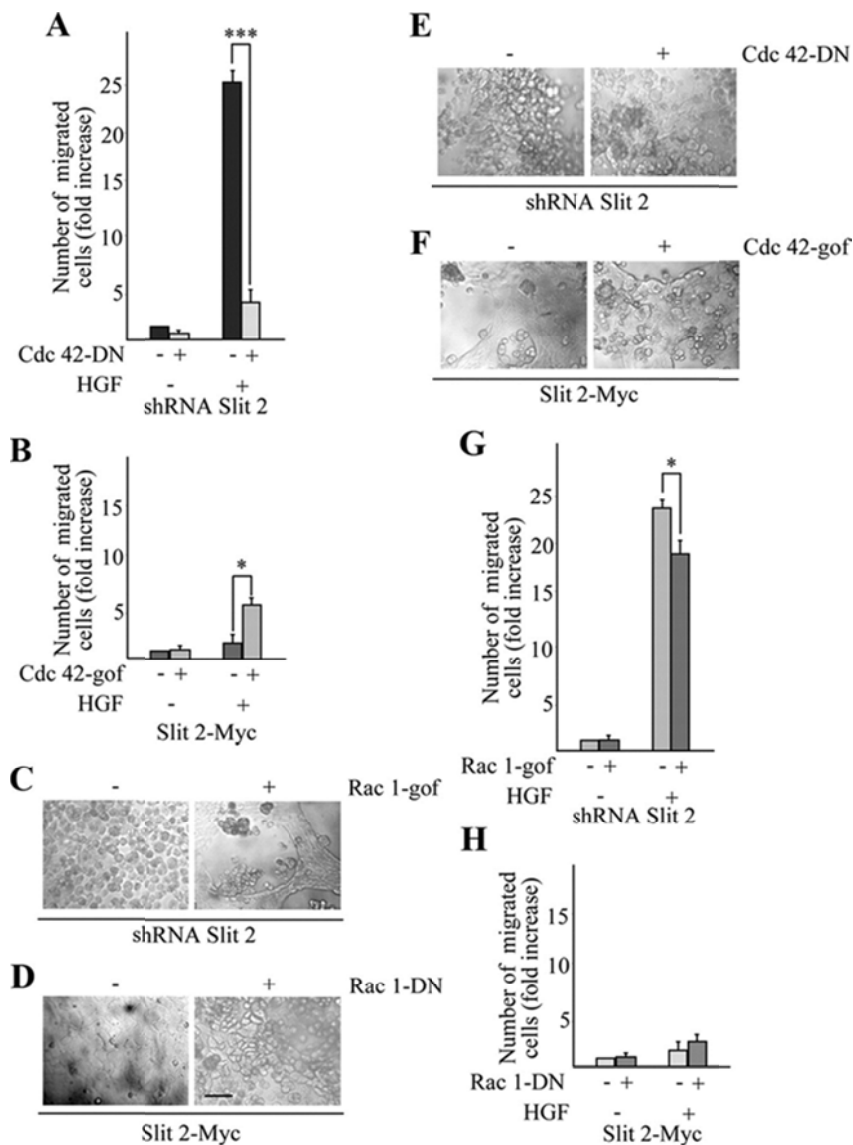 A
***
Number of migrated
cells (fold increase)
25
20
15
10
5
- + - +
Cdc 42-DN
- +
HGF
shRNA Slit 2
B
*
Number of migrated
cells (fold increase)
15
10
5
- + - +
Cdc 42-gof
- +
HGF
Slit 2-Myc
C
- +
Rac 1-gof
shRNA Slit 2
D
- +
Rac 1-DN
Slit 2-Myc
E
- +
Cdc 42-DN
shRNA Slit 2
F
- +
Cdc 42-gof
Slit 2-Myc
G
*
Number of migrated
cells (fold increase)
25
20
15
10
5
Rac 1-gof
- + - +
HGF
- +
shRNA Slit 2
H
Number of migrated
cells (fold increase)
15
10
5
Rac 1-DN
- + - +
HGF
- +
Slit 2-Myc